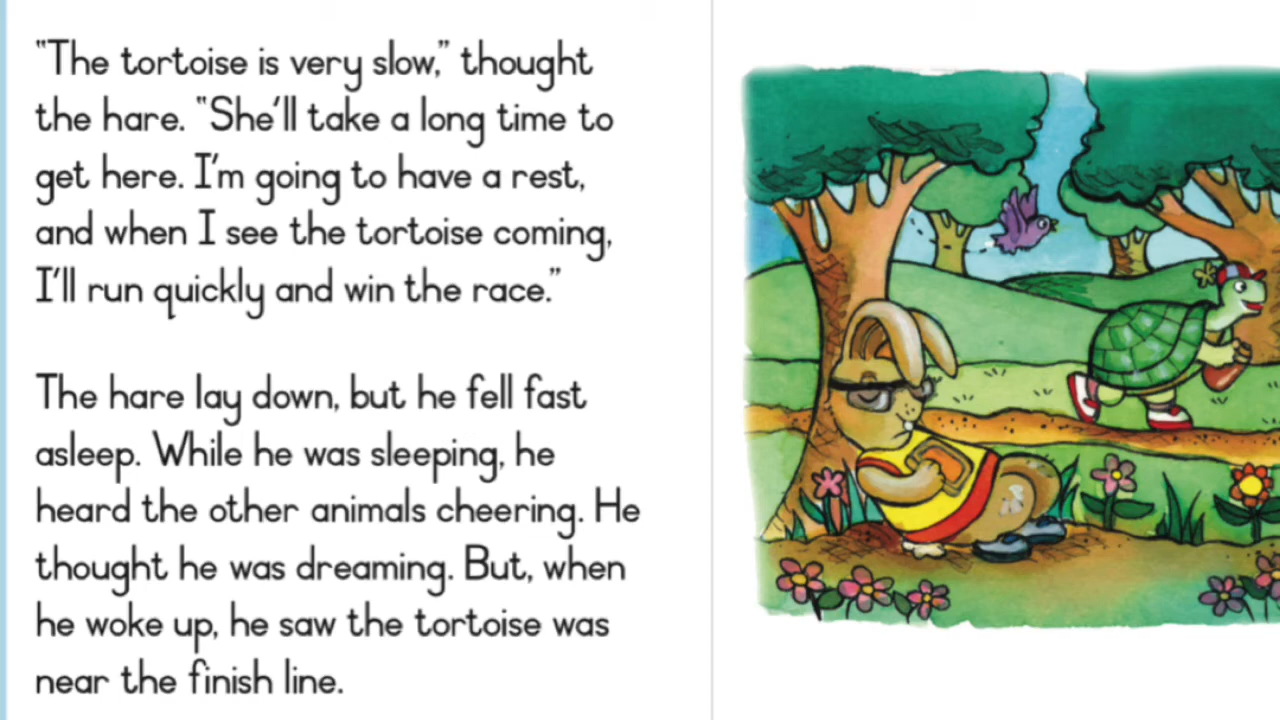 “The tortoise is very slow,” thought
the hare. “She’ll take a long time to
get here. I’m going to have a rest,
and when I see the tortoise coming,
I’ll run quickly and win the race.”
The hare lay down, but he fell fast
asleep. While he was sleeping, he
heard the other animals cheering. He
thought he was dreaming. But, when
he woke up, he saw the tortoise was
near the finish line.